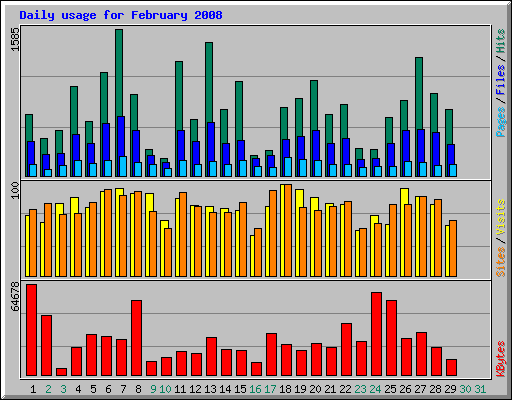 Daily usage for February 2008
1585
Pages / Files / Hits
100
Sites / Visits
64678
KBytes
1 2 3 4 5 6 7 8 9 10 11 12 13 14 15 16 17 18 19 20 21 22 23 24 25 26 27 28 29 30 31